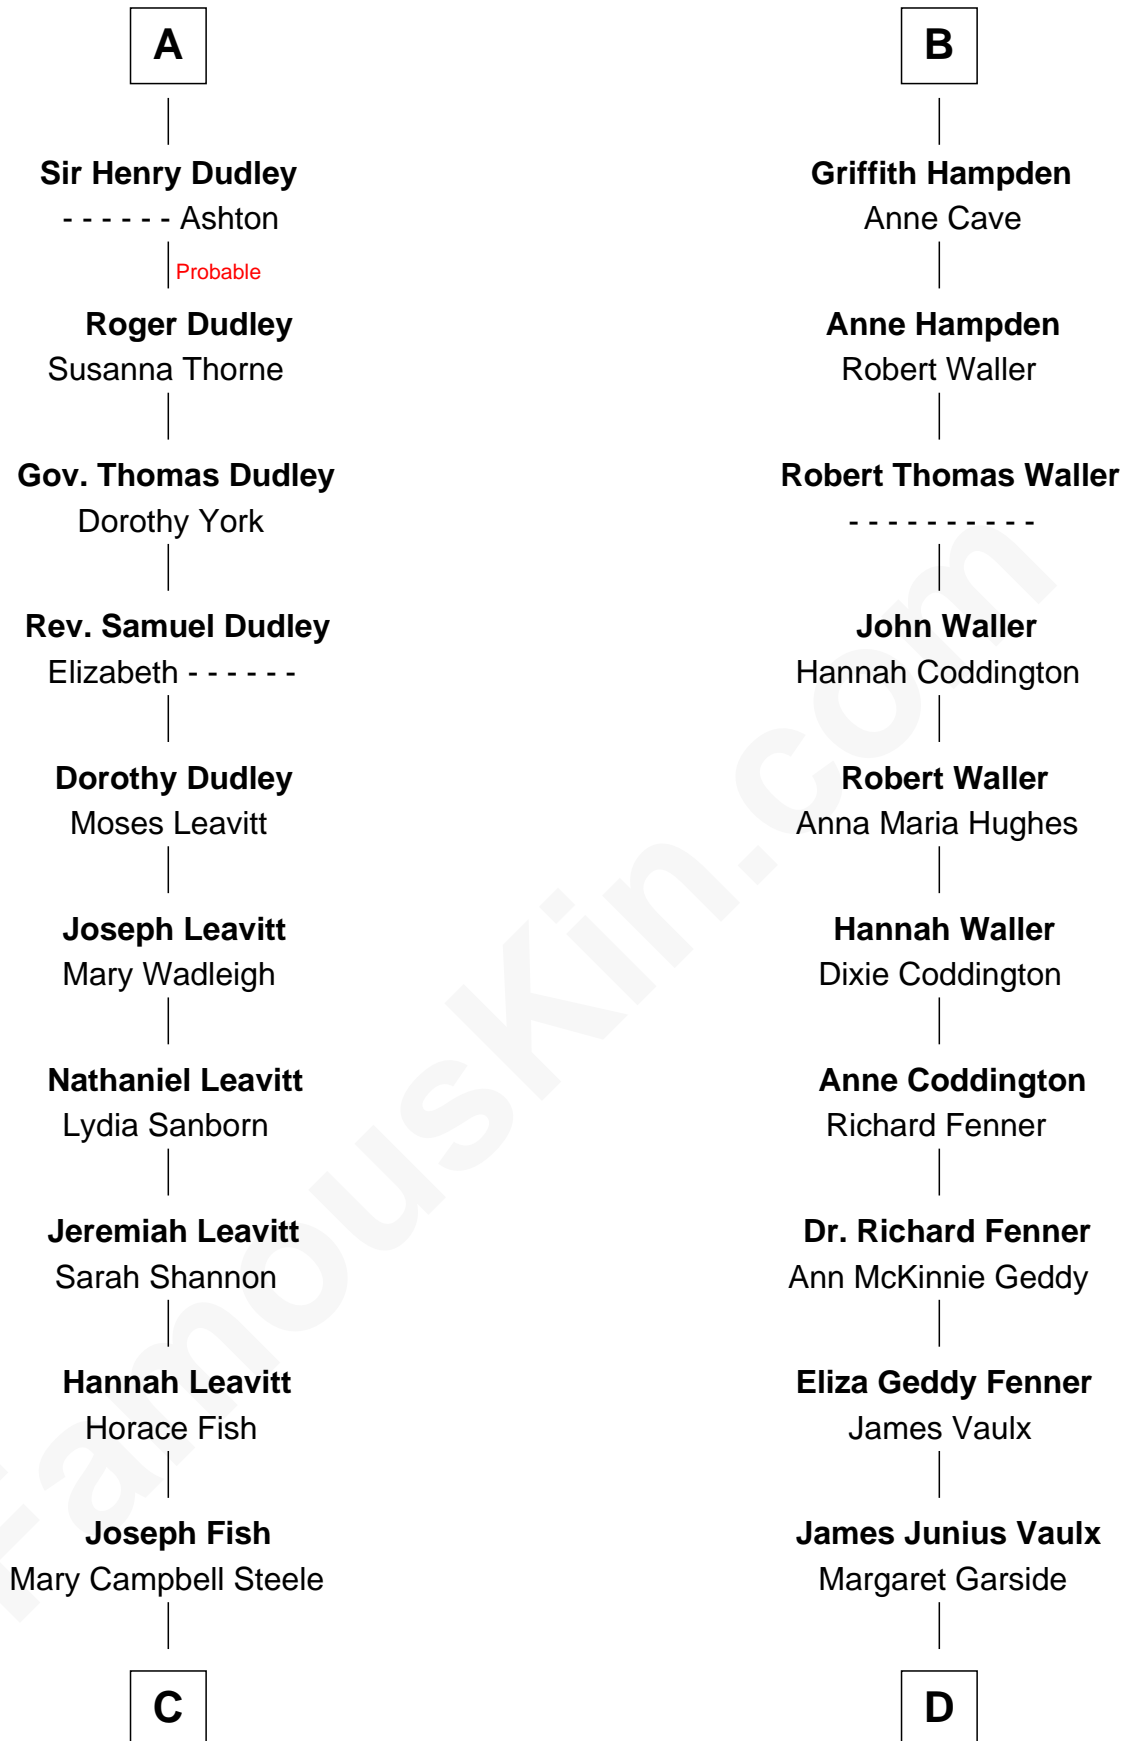 A
Sir Henry Dudley
- - - - - - Ashton
Probable
Roger Dudley
Susanna Thorne
Gov. Thomas Dudley
Dorothy York
Rev. Samuel Dudley
Elizabeth - - - - - -
Dorothy Dudley
Moses Leavitt
Joseph Leavitt
Mary Wadleigh
Nathaniel Leavitt
Lydia Sanborn
Jeremiah Leavitt
Sarah Shannon
Hannah Leavitt
Horace Fish
Joseph Fish
Mary Campbell Steele
C
B
Griffith Hampden
Anne Cave
Anne Hampden
Robert Waller
Robert Thomas Waller
- - - - - - - - - -
John Waller
Hannah Coddington
Robert Waller
Anna Maria Hughes
Hannah Waller
Dixie Coddington
Anne Coddington
Richard Fenner
Dr. Richard Fenner
Ann McKinnie Geddy
Eliza Geddy Fenner
James Vaulx
James Junius Vaulx
Margaret Garside
D
FamousKin.com